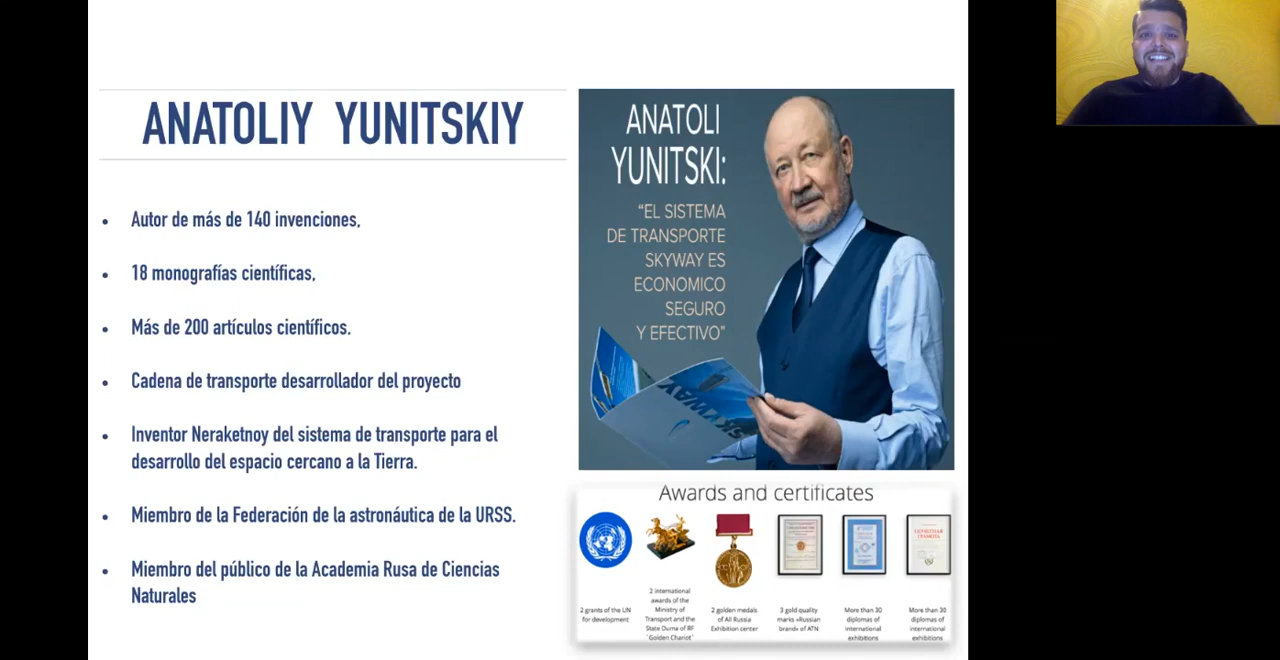 ANATOLIY YUNITSKIY
Autor de más de 140 invenciones,
18 monografías científicas,
Más de 200 artículos científicos.
Cadena de transporte desarrollador del proyecto
Inventor Neraketnoy del sistema de transporte para el
desarrollo del espacio cercano a la Tierra.
Miembro de la Federación de la astronáutica de la URSS.
Miembro del público de la Academia Rusa de Ciencias
Naturales
ANATOLI
YUNITSKI:
“EL SISTEMA
DE TRANSPORTE
SKYWAY ES
ECONOMICO
SEGURO
Y EFECTIVO”
SKYWAY
Awards and certificates
2 grants of the UN
for development
2 international
awards of the
Ministry of
Transport and the
State Duma of RF
`Golden Chariot`
2 golden medals
of All Russia
Exhibition center
3 gold quality
marks «Russian
brand» of ATN
More than 30
diplomas of
international
exhibitions
ПОЧЕТНАЯ
ГРАМОТА
More than 30
diplomas of
international
exhibitions